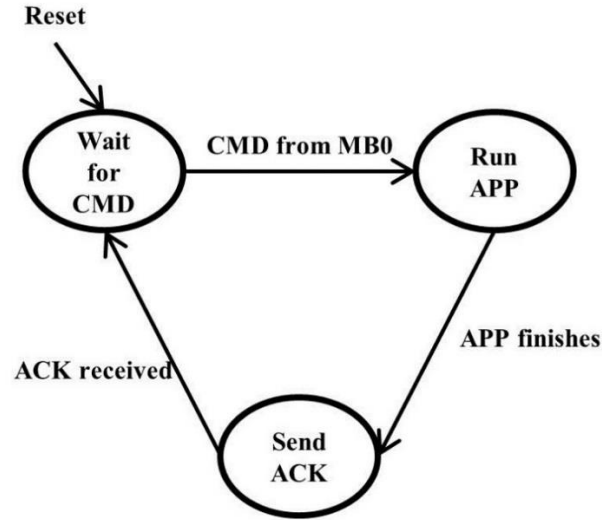 Reset
Wait
for
CMD
CMD from MB0
Run
APP
APP finishes
ACK received
Send
ACK